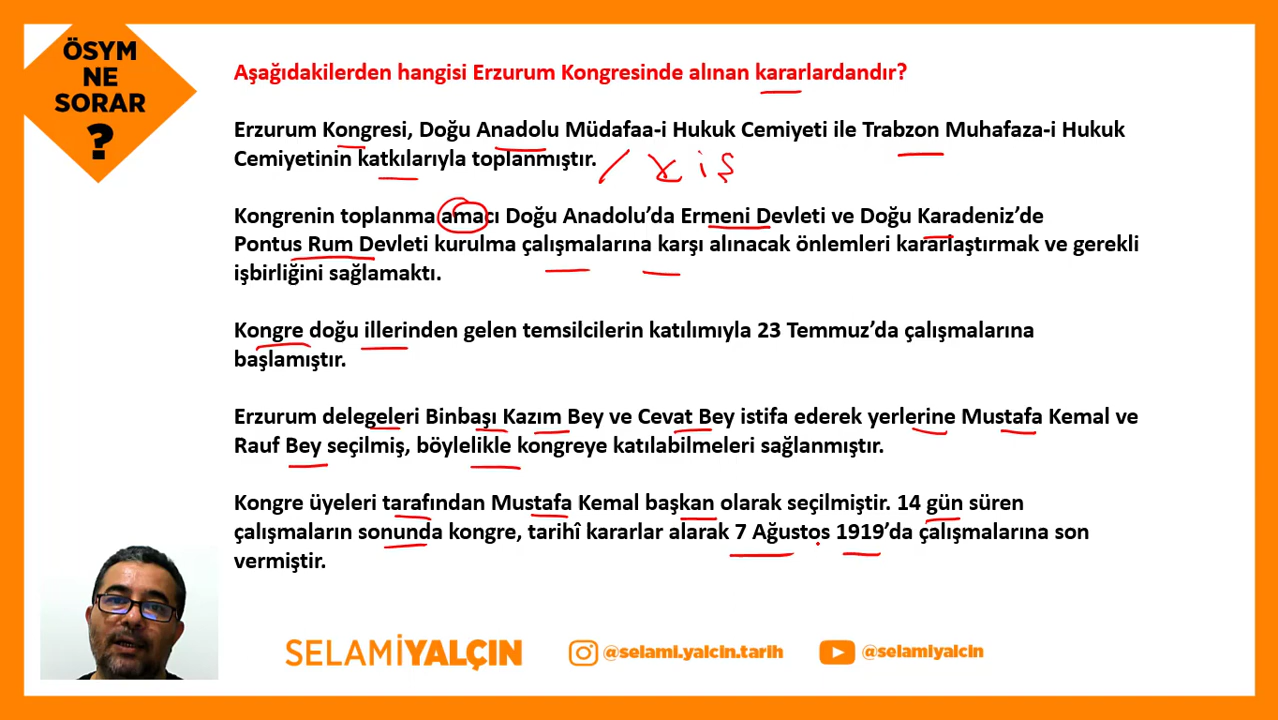 ÖSYM
NE
SORAR
?
Aşağıdakilerden hangisi Erzurum Kongresinde alınan kararlardandır?
Erzurum Kongresi, Doğu Anadolu Müdafaa-i Hukuk Cemiyeti ile Trabzon Muhafaza-i Hukuk
Cemiyetinin katkılarıyla toplanmıştır.
Kongrenin toplanma amacı Doğu Anadolu’da Ermeni Devleti ve Doğu Karadeniz’de
Pontus Rum Devleti kurulma çalışmalarına karşı alınacak önlemleri kararlaştırmak ve gerekli
işbirliğini sağlamaktı.
Kongre doğu illerinden gelen temsilcilerin katılımıyla 23 Temmuz’da çalışmalarına
başlamıştır.
Erzurum delegeleri Binbaşı Kazım Bey ve Cevat Bey istifa ederek yerlerine Mustafa Kemal ve
Rauf Bey seçilmiş, böylelikle kongreye katılabilmeleri sağlanmıştır.
Kongre üyeleri tarafından Mustafa Kemal başkan olarak seçilmiştir. 14 gün süren
çalışmaların sonunda kongre, tarihî kararlar alarak 7 Ağustos 1919’da çalışmalarına son
vermiştir.
SELAMİYALÇIN
@selami.yalcin.tarih
@selamiyalcin